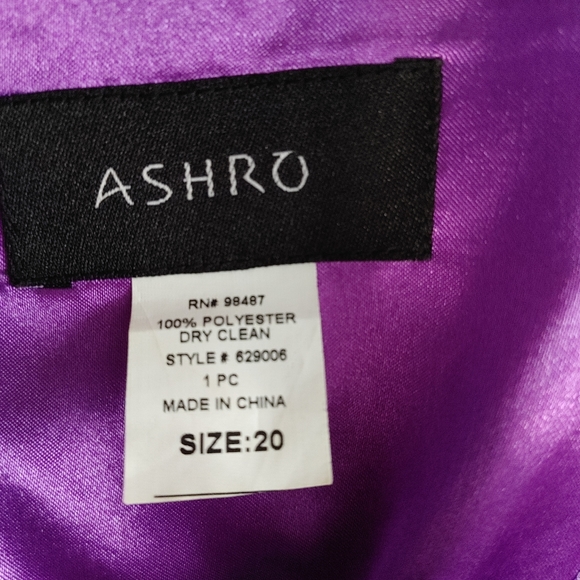 ASHRO
RN# 98487
100% POLYESTER
DRY CLEAN
STYLE # 629006
1 PC
MADE IN CHINA
SIZE:20